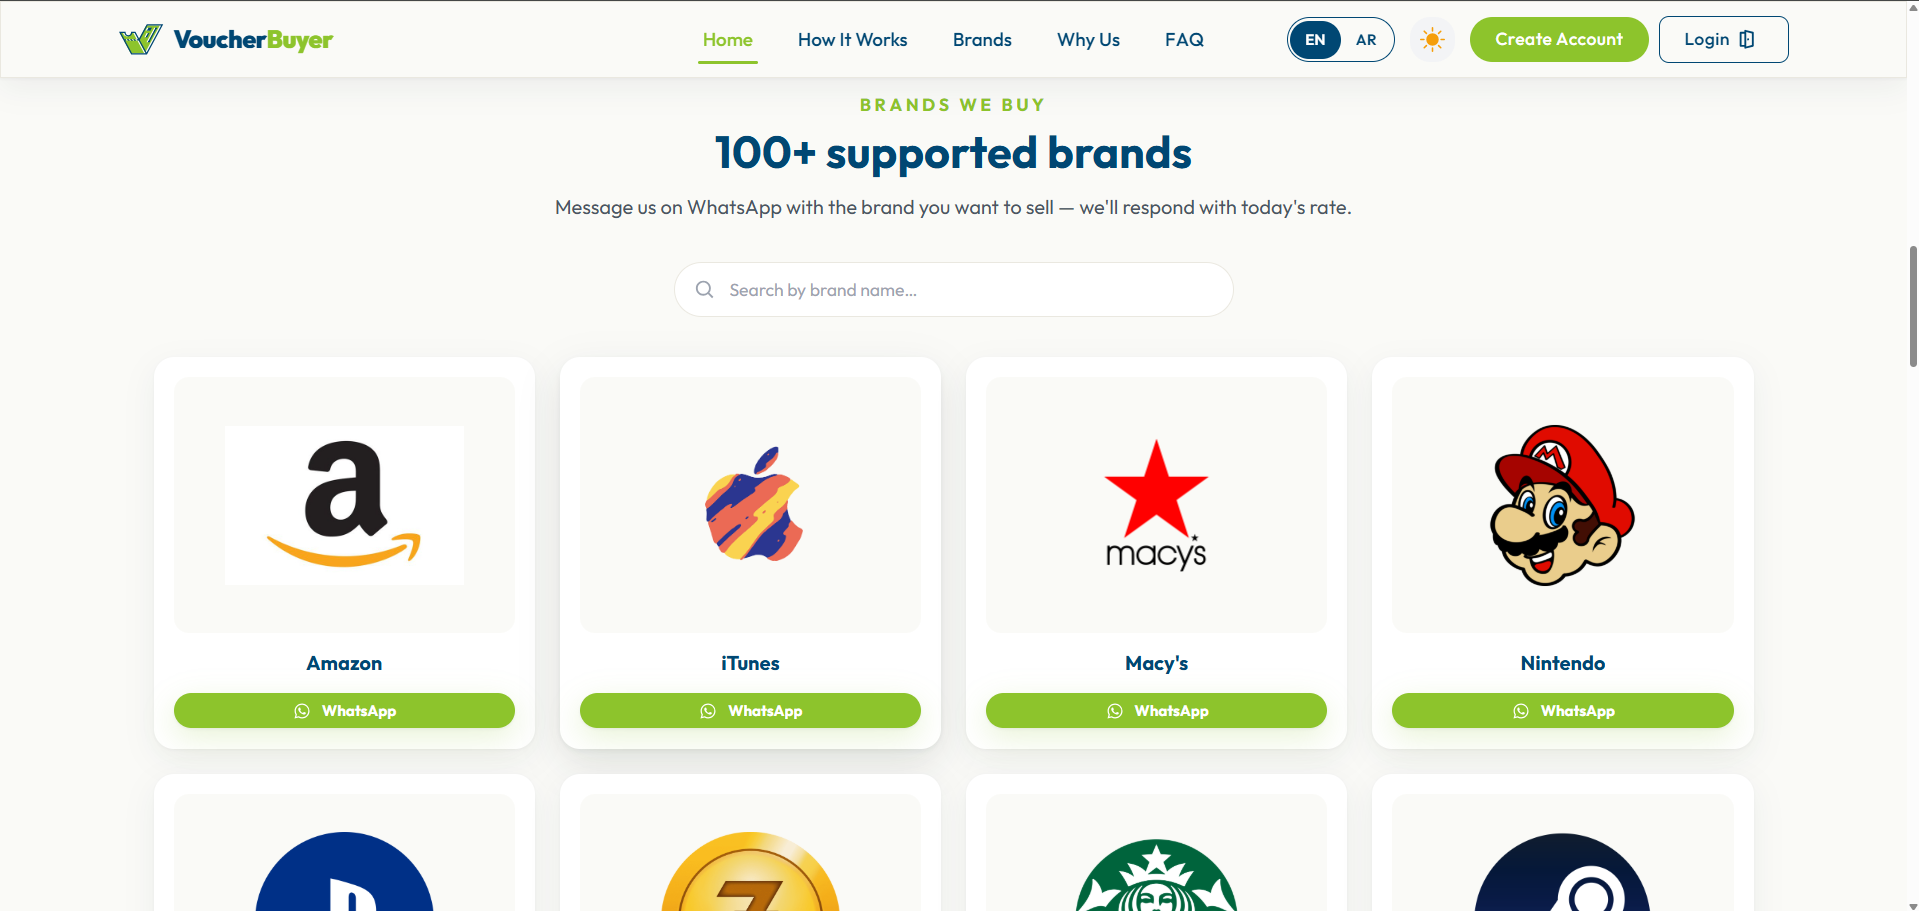 VoucherBuyer
Home
How It Works
Brands
Why Us
FAQ
EN
AR
Create Account
Login
BRANDS WE BUY
100+ supported brands
Message us on WhatsApp with the brand you want to sell — we'll respond with today's rate.
Search by brand name...
a
macy's
M
Amazon
iTunes
Macy's
Nintendo
WhatsApp
WhatsApp
WhatsApp
WhatsApp